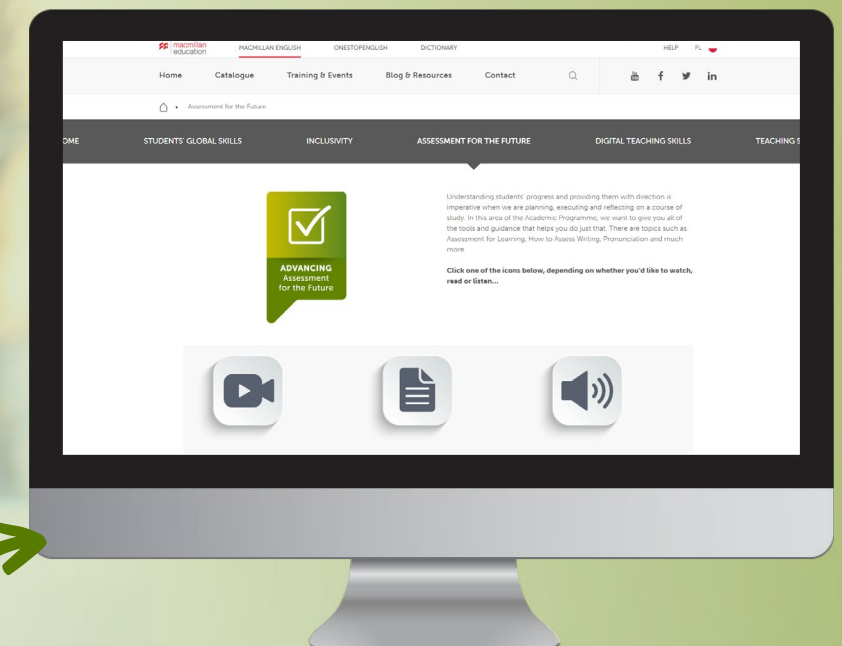 macmillan education
MACMILLAN ENGLISH
ONESTOPENGLISH
DICTIONARY
HELP
PL
Home
Catalogue
Training & Events
Blog & Resources
Contact
f
in
Assessment for the Future
OME
STUDENTS' GLOBAL SKILLS
INCLUSIVITY
ASSESSMENT FOR THE FUTURE
DIGITAL TEACHING SKILLS
TEACHING S
ADVANCING
Assessment
for the Future
Understanding students' progress and providing them with direction is
imperative when we are planning, executing and reflecting on a course of
study. In this area of the Academic Programme, we want to give you all of
the tools and guidance that helps you do just that. There are topics such as
Assessment for Learning, How to Assess Writing, Pronunciation and much
more.
Click one of the icons below, depending on whether you'd like to watch,
read or listen...